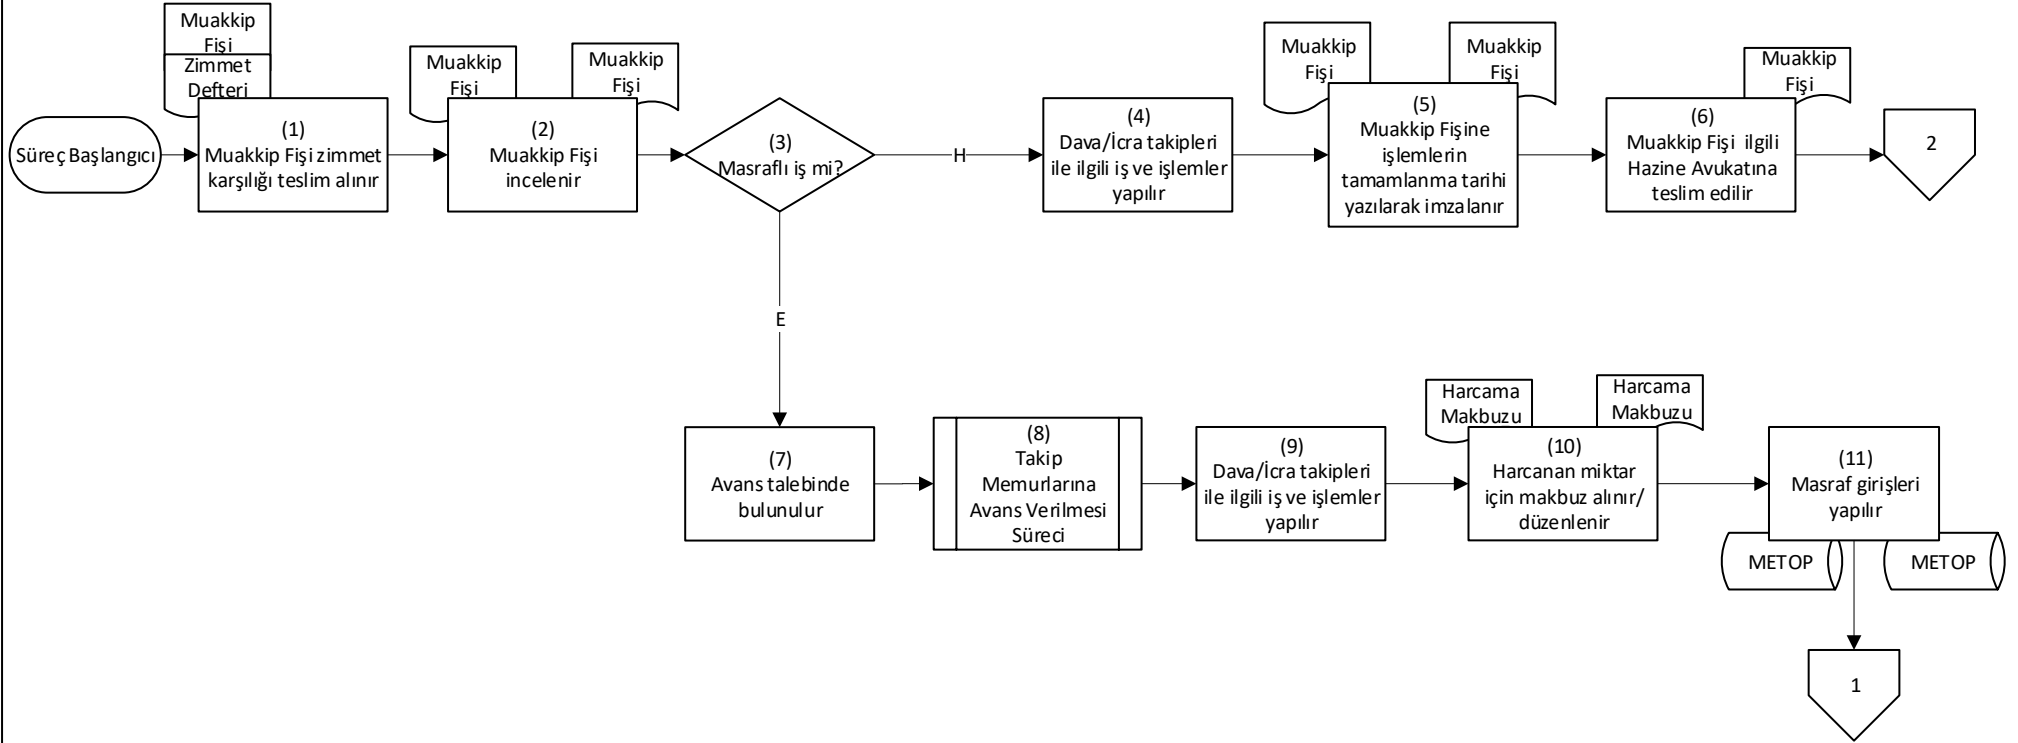 Muakkip
Fişi
Zimmet
Defteri
Süreç Başlangıcı
(1)
Muakkip Fişi zimmet
karşılığı teslim alınır
Muakkip
Fişi
Muakkip
Fişi
(2)
Muakkip Fişi
incelenir
(3)
Masraflı iş mi?
H
(4)
Dava/İcra takipleri
ile ilgili iş ve işlemler
yapılır
Muakkip
Fişi
Muakkip
Fişi
(5)
Muakkip Fişine
işlemlerin
tamamlanma tarihi
yazılarak imzalanır
Muakkip
Fişi
(6)
Muakkip Fişi ilgili
Hazine Avukatına
teslim edilir
2
E
(7)
Avans talebinde
bulunulur
(8)
Takip
Memurlarına
Avans Verilmesi
Süreci
(9)
Dava/İcra takipleri
ile ilgili iş ve işlemler
yapılır
Harcama
Makbuzu
Harcama
Makbuzu
(10)
Harcanan miktar
için makbuz alınır/
düzenlenir
(11)
Masraf girişleri
yapılır
METOP
METOP
1